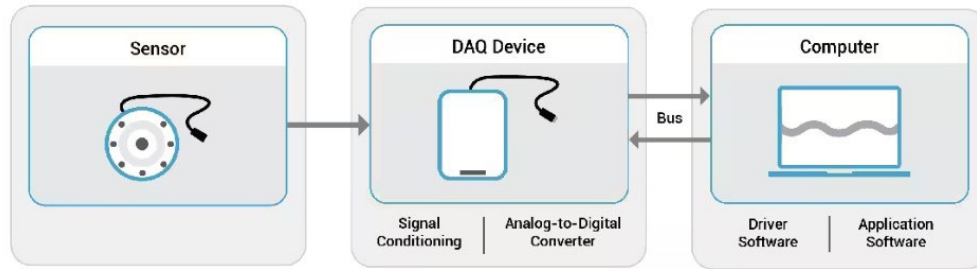 Sensor
DAQ Device
Computer
Bus
Signal
Conditioning
Analog-to-Digital
Converter
Driver
Software
Application
Software